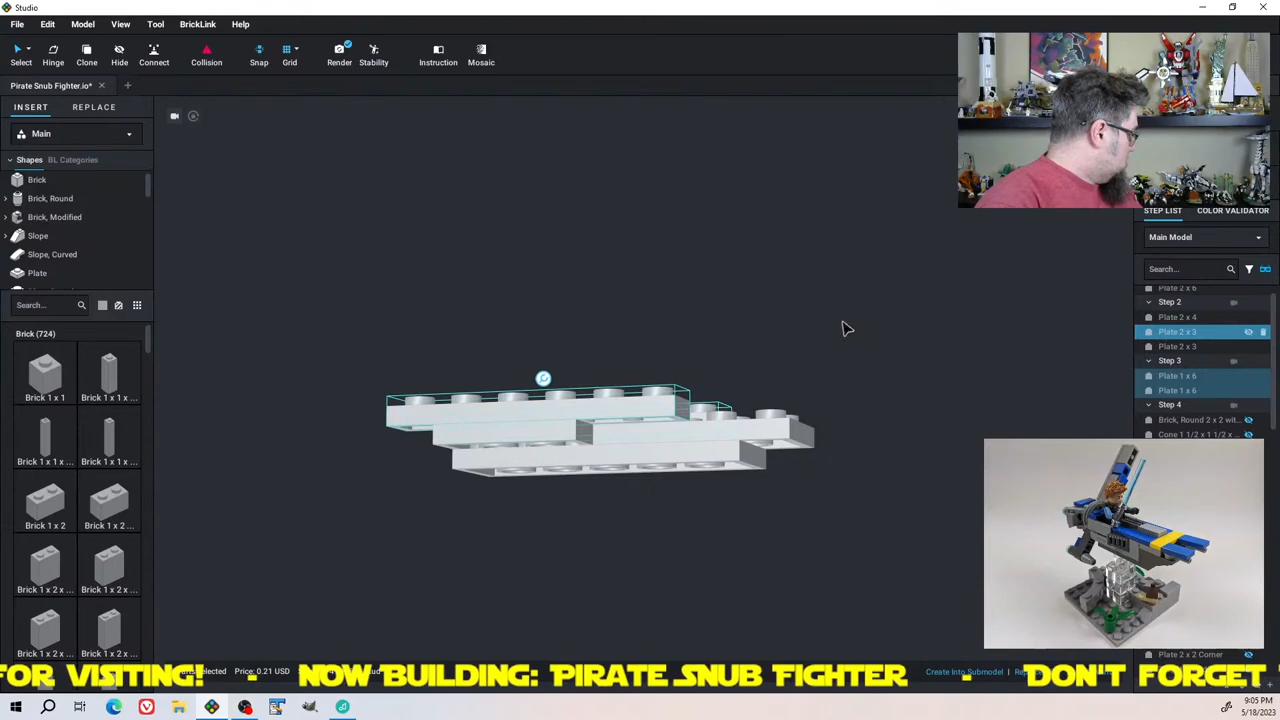 Studio
File Edit Model View Tool BrickLink Help
Select Hinge Clone Hide Connect Collision Snap Grid Render Stability Instruction Mosaic
Pirate Snub Fighter.io*
INSERT REPLACE
Main
Shapes BL Categories
Brick
Brick, Round
Brick, Modified
Slope
Slope, Curved
Plate
Search...
Brick (724)
Brick 1 x 1 Brick 1 x 1 x ...
Brick 1 x 1 x ... Brick 1 x 1 x ...
Brick 1 x 2 Brick 1 x 2 ...
Brick 1 x 2 x ... Brick 1 x 2 x ...
Brick 1 x 2 x ... Brick 1 x 2 x ...
STEP LIST COLOR VALIDATOR
Main Model
Search...
Plate 2 x 6
Step 2
Plate 2 x 4
Plate 2 x 3
Plate 2 x 3
Step 3
Plate 1 x 6
Plate 1 x 6
Step 4
Brick, Round 2 x 2 wit...
Cone 1 1/2 x 1 1/2 x ...
Plate 2 x 2 Corner
selected Price: 0.21 USD
Create Into Submodel
FOR VISITING! - NOW BUILDING: PIRATE SNUB FIGHTER - DON'T FORGET
9:05 PM
5/18/2023